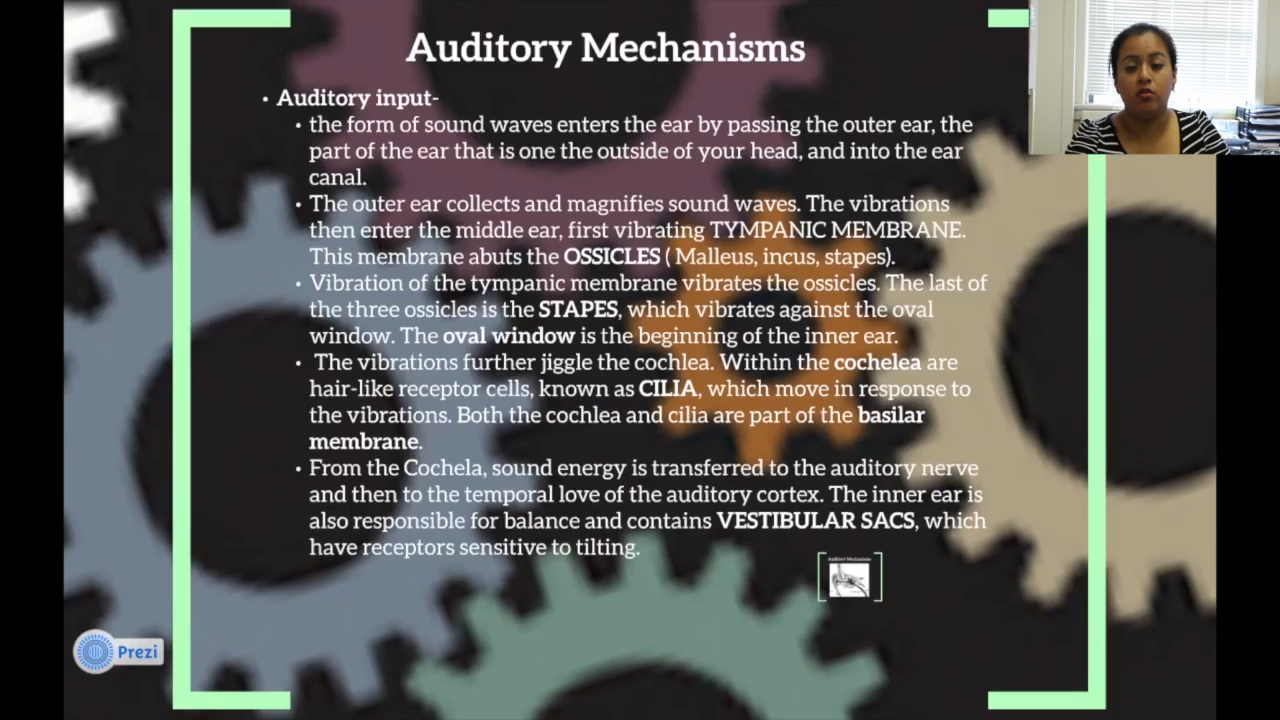 Auditory Mechanisms
• Auditory input-
• the form of sound waves enters the ear by passing the outer ear, the
part of the ear that is one the outside of your head, and into the ear
canal.
• The outer ear collects and magnifies sound waves. The vibrations
then enter the middle ear, first vibrating TYMPANIC MEMBRANE.
This membrane abuts the OSSICLES ( Malleus, incus, stapes).
• Vibration of the tympanic membrane vibrates the ossicles. The last of
the three ossicles is the STAPES, which vibrates against the oval
window. The oval window is the beginning of the inner ear.
• The vibrations further jiggle the cochlea. Within the cochelea are
hair-like receptor cells, known as CILIA, which move in response to
the vibrations. Both the cochlea and cilia are part of the basilar
membrane.
• From the Cochela, sound energy is transferred to the auditory nerve
and then to the temporal love of the auditory cortex. The inner ear is
also responsible for balance and contains VESTIBULAR SACS, which
have receptors sensitive to tilting.
Auditory Mechanisms
Prezi